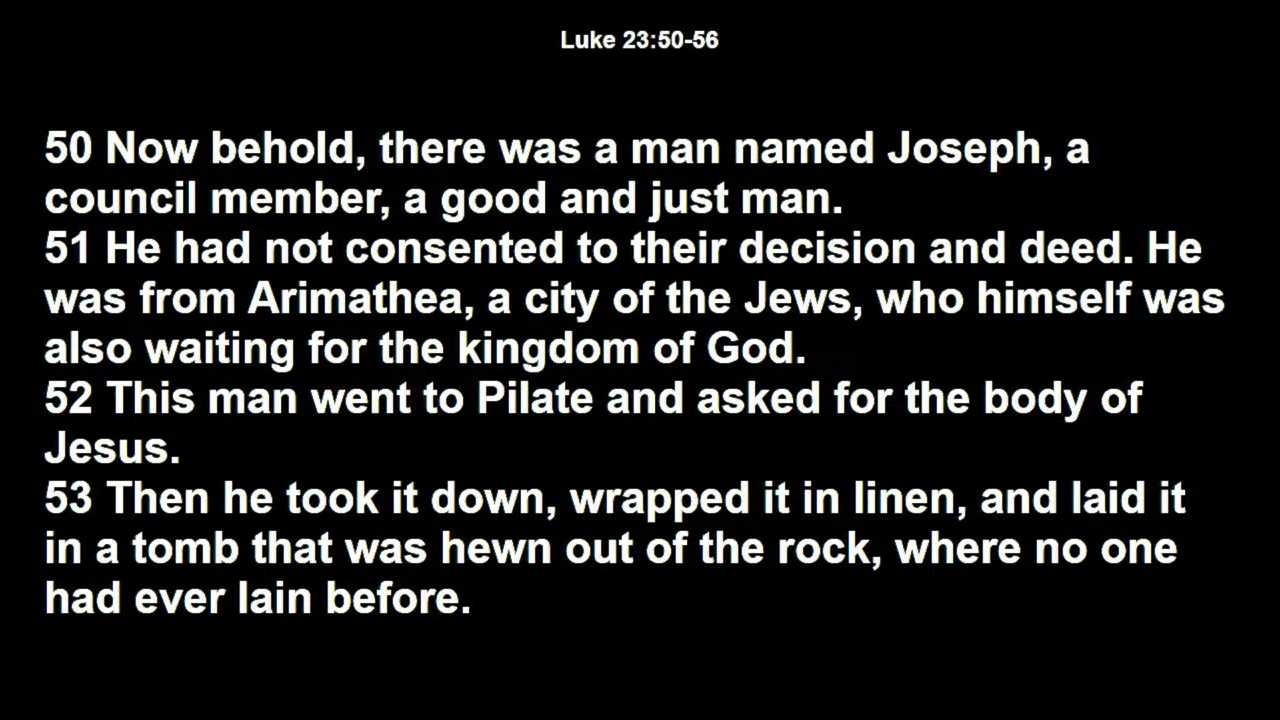 Luke 23:50-56
50 Now behold, there was a man named Joseph, a
council member, a good and just man.
51 He had not consented to their decision and deed. He
was from Arimathea, a city of the Jews, who himself was
also waiting for the kingdom of God.
52 This man went to Pilate and asked for the body of
Jesus.
53 Then he took it down, wrapped it in linen, and laid it
in a tomb that was hewn out of the rock, where no one
had ever lain before.